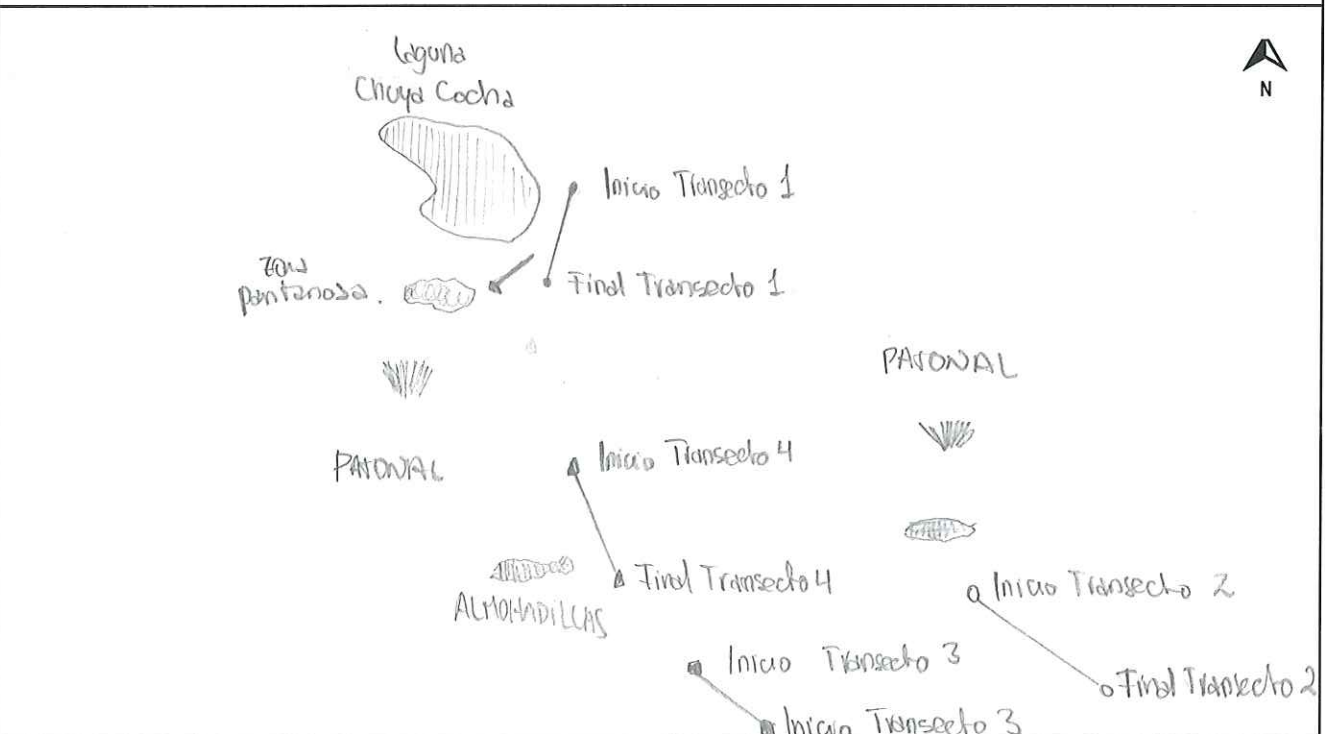 Laguna
Chuya Cocha
N
Inicio Transecto 1
Zona
pantanosa.
Final Transecto 1
PAJONAL
PAJONAL
Inicio Transecto 4
Final Transecto 4
ALMOHADILLAS
Inicio Transecto 2
Inicio Transecto 3
Final Transecto 2
Inicio Transecto 3